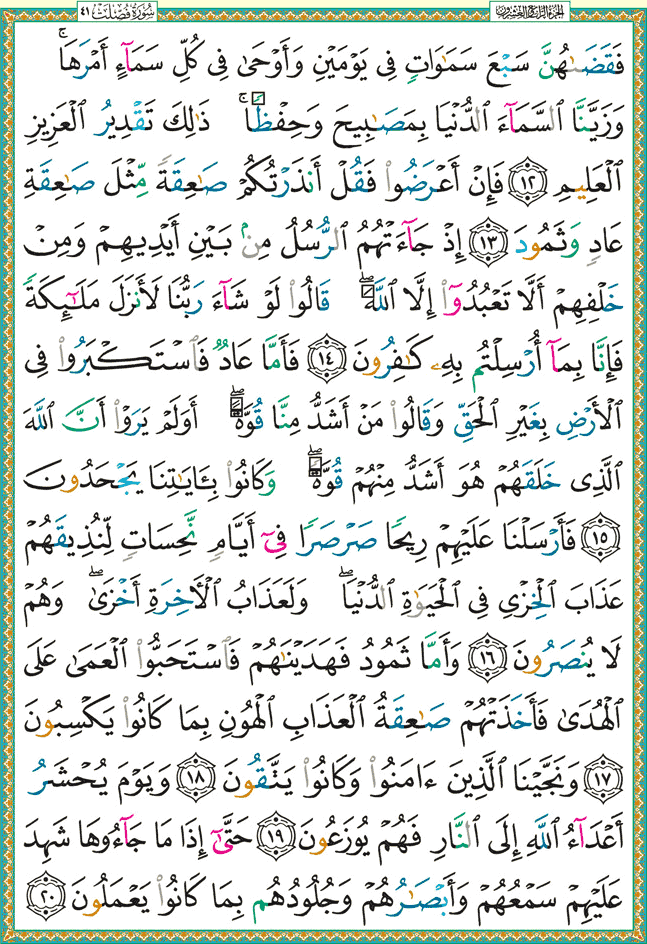 سُورَةُ فُصِّلَتْ ٤١ الجزء الرابع والعشرون
فَقَضَىٰهُنَّ سَبْعَ سَمَٰوَاتٍ فِى يَوْمَيْنِ وَأَوْحَىٰ فِى كُلِّ سَمَآءٍ أَمْرَهَا ۚ
وَزَيَّنَّا ٱلسَّمَآءَ ٱلدُّنْيَا بِمَصَٰبِيحَ وَحِفْظًا ۚ ذَٰلِكَ تَقْدِيرُ ٱلْعَزِيزِ
ٱلْعَلِيمِ ١٢ فَإِنْ أَعْرَضُوا۟ فَقُلْ أَنذَرْتُكُمْ صَٰعِقَةً مِّثْلَ صَٰعِقَةِ
عَادٍ وَثَمُودَ ١٣ إِذْ جَآءَتْهُمُ ٱلرُّسُلُ مِنۢ بَيْنِ أَيْدِيهِمْ وَمِنْ
خَلْفِهِمْ أَلَّا تَعْبُدُوٓا۟ إِلَّا ٱللَّهَ ۖ قَالُوا۟ لَوْ شَآءَ رَبُّنَا لَأَنزَلَ مَلَٰٓئِكَةً
فَإِنَّا بِمَآ أُرْسِلْتُم بِهِۦ كَٰفِرُونَ ١٤ فَأَمَّا عَادٌ فَٱسْتَكْبَرُوا۟ فِى
ٱلْأَرْضِ بِغَيْرِ ٱلْحَقِّ وَقَالُوا۟ مَنْ أَشَدُّ مِنَّا قُوَّةً ۖ أَوَلَمْ يَرَوْا۟ أَنَّ ٱللَّهَ
ٱلَّذِى خَلَقَهُمْ هُوَ أَشَدُّ مِنْهُمْ قُوَّةً ۖ وَكَانُوا۟ بِـَٔايَٰتِنَا يَجْحَدُونَ
١٥ فَأَرْسَلْنَا عَلَيْهِمْ رِيحًا صَرْصَرًا فِىٓ أَيَّامٍ نَّحِسَاتٍ لِّنُذِيقَهُمْ
عَذَابَ ٱلْخِزْىِ فِى ٱلْحَيَوٰةِ ٱلدُّنْيَا ۖ وَلَعَذَابُ ٱلْـَٔاخِرَةِ أَخْزَىٰ ۖ وَهُمْ
لَا يُنصَرُونَ ١٦ وَأَمَّا ثَمُودُ فَهَدَيْنَٰهُمْ فَٱسْتَحَبُّوا۟ ٱلْعَمَىٰ عَلَى
ٱلْهُدَىٰ فَأَخَذَتْهُمْ صَٰعِقَةُ ٱلْعَذَابِ ٱلْهُونِ بِمَا كَانُوا۟ يَكْسِبُونَ
١٧ وَنَجَّيْنَا ٱلَّذِينَ ءَامَنُوا۟ وَكَانُوا۟ يَتَّقُونَ ١٨ وَيَوْمَ يُحْشَرُ
أَعْدَآءُ ٱللَّهِ إِلَى ٱلنَّارِ فَهُمْ يُوزَعُونَ ١٩ حَتَّىٰٓ إِذَا مَا جَآءُوهَا شَهِدَ
عَلَيْهِمْ سَمْعُهُمْ وَأَبْصَٰرُهُمْ وَجُلُودُهُم بِمَا كَانُوا۟ يَعْمَلُونَ ٢٠